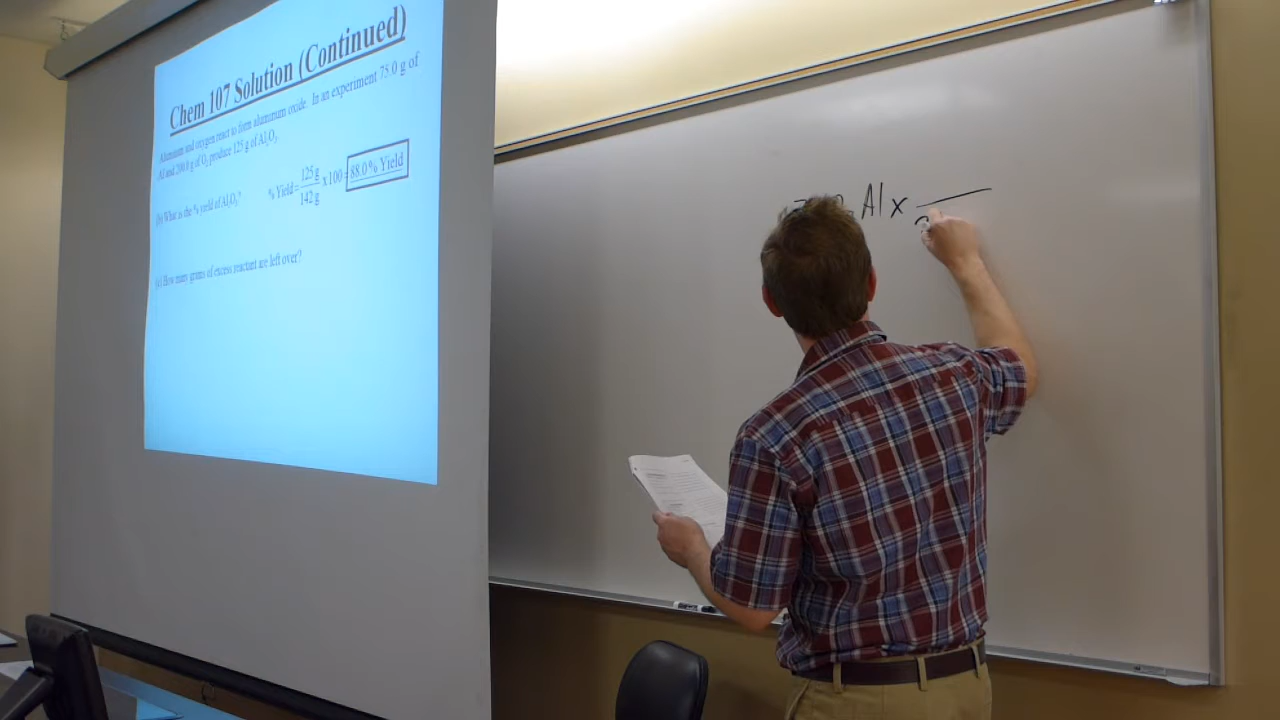 Chem 107 Solution (Continued)
Aluminum and oxygen react to form aluminum oxide. In an experiment 75.0 g of
Al and 200.0 g of O₂ produce 125 g of Al₂O₃.
(b) What is the % yield of Al₂O₃?
% Yield = 125 g / 142 g x 100 = 88.0 % Yield
(c) How many grams of excess reactant are left over?
Al x